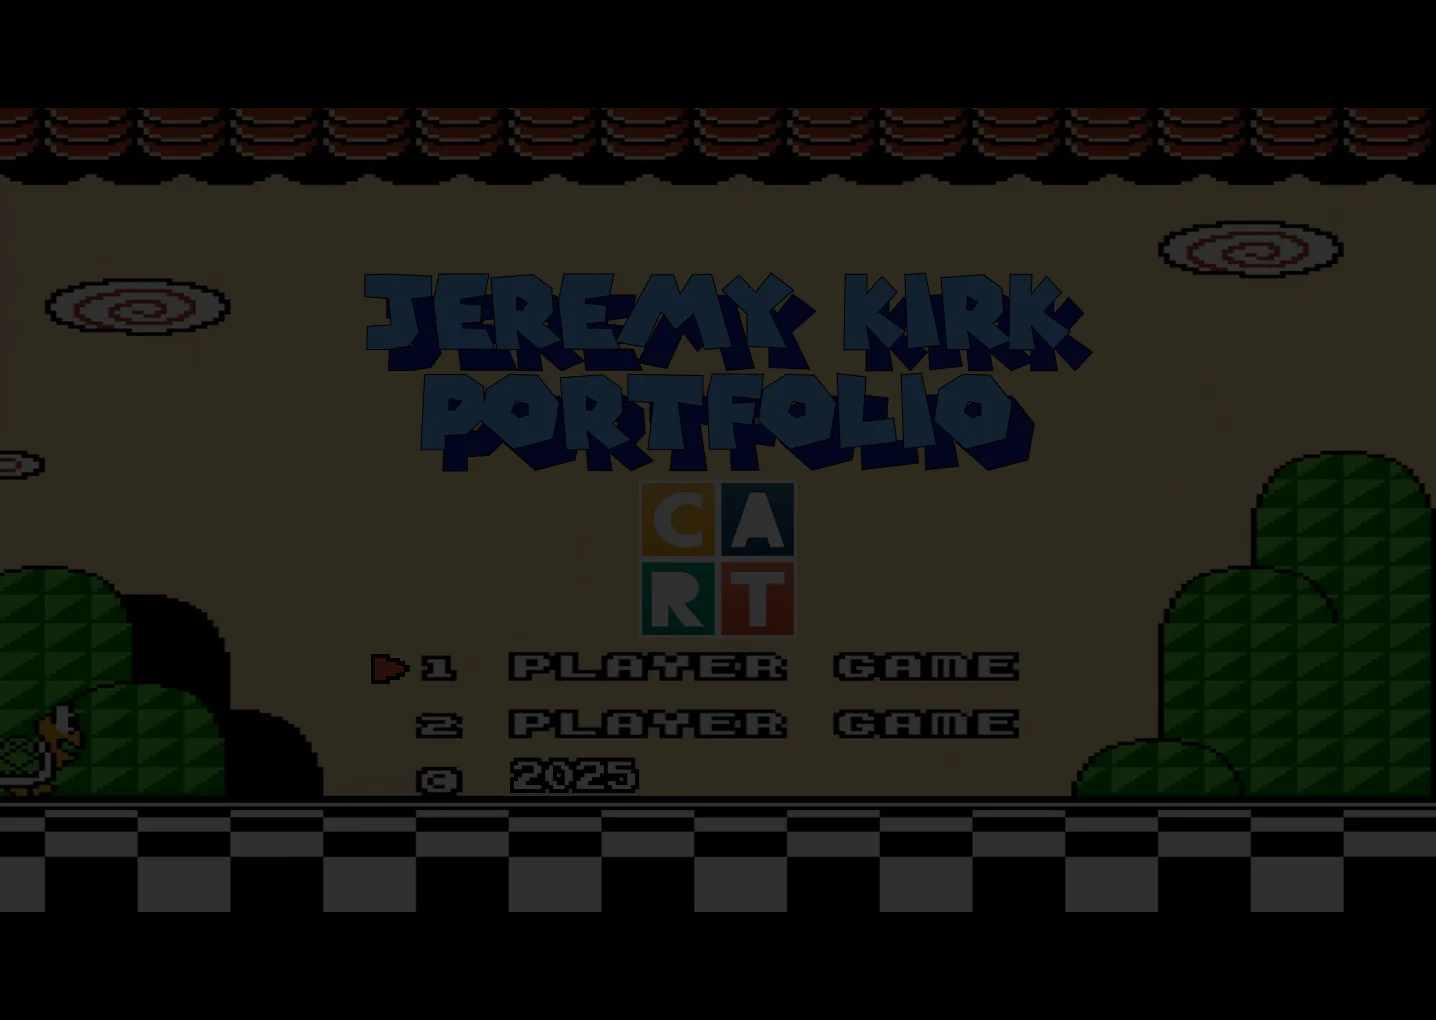 JEREMY KIRK
PORTFOLIO
CA
RT
1 PLAYER GAME
2 PLAYER GAME
© 2025